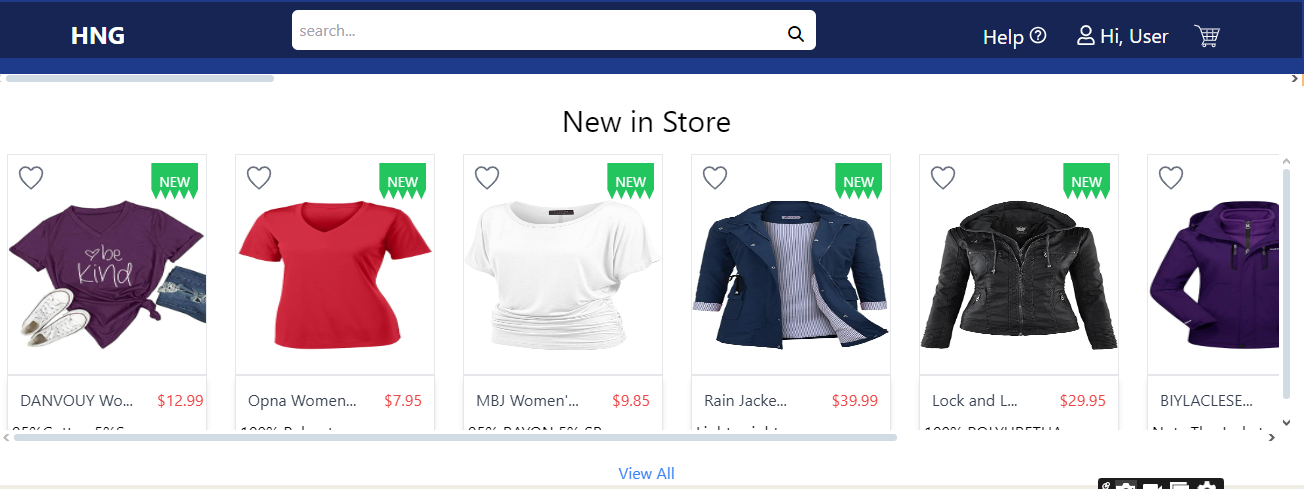 HNG
search...
Help
Hi, User
New in Store
NEW
NEW
NEW
NEW
NEW
be
kind
DANVOUY Wo...
$12.99
Opna Women...
$7.95
MBJ Women'...
$9.85
Rain Jacke...
$39.99
Lock and L...
$29.95
BIYLACLESE...
View All